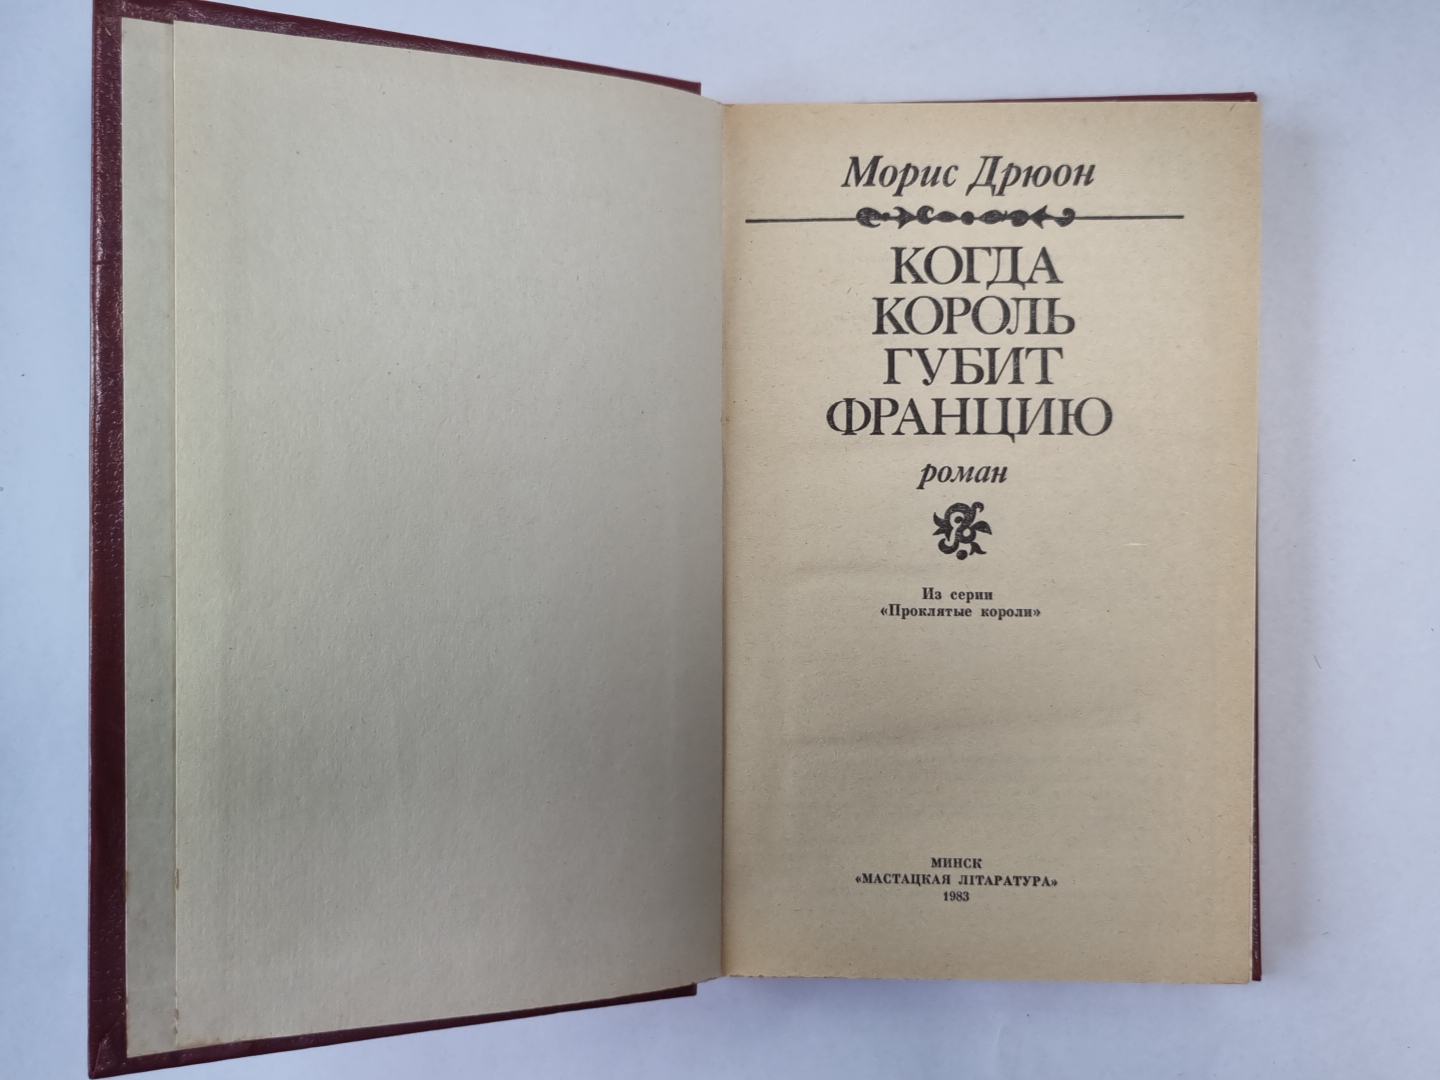 Морис Дрюон
КОГДА
КОРОЛЬ
ГУБИТ
ФРАНЦИЮ
роман
Из серии
«Проклятые короли»
МИНСК
«МАСТАЦКАЯ ЛІТАРАТУРА»
1983